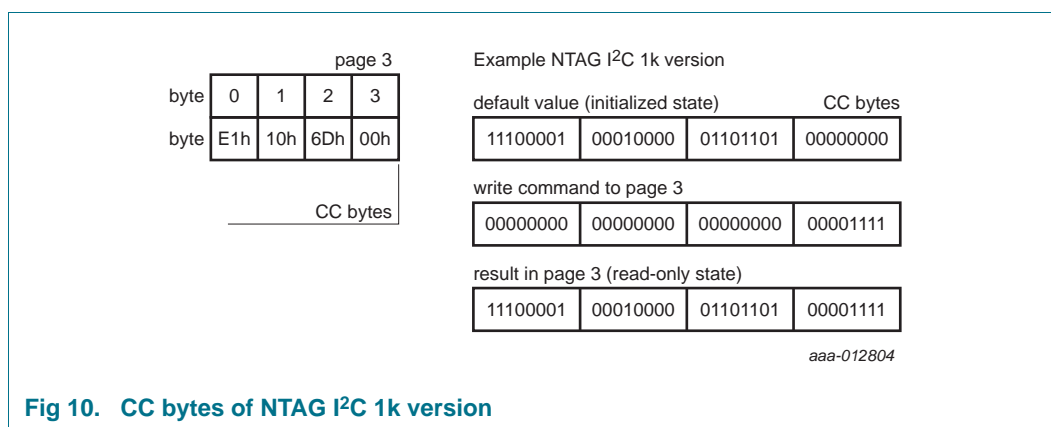 page 3
byte 0 1 2 3
byte E1h 10h 6Dh 00h
CC bytes
Example NTAG I2C 1k version
default value (initialized state) CC bytes
11100001 00010000 01101101 00000000
write command to page 3
00000000 00000000 00000000 00001111
result in page 3 (read-only state)
11100001 00010000 01101101 00001111
aaa-012804
Fig 10. CC bytes of NTAG I2C 1k version